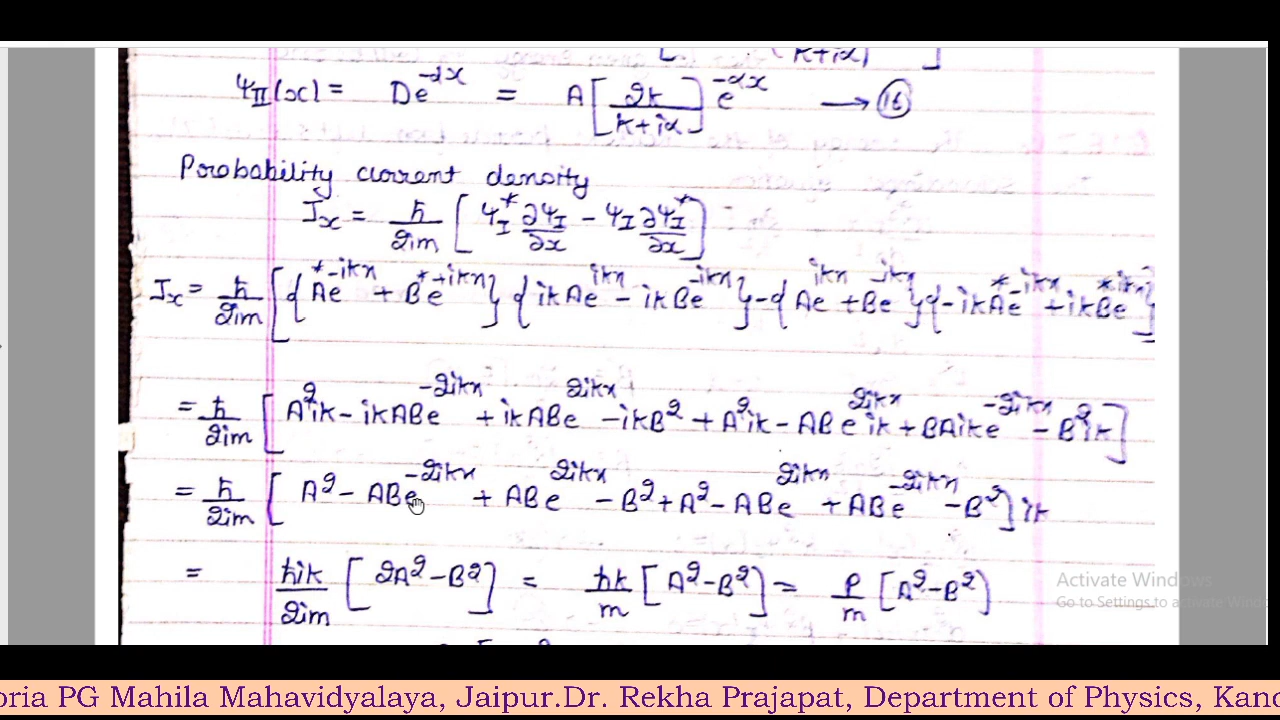 (k+iα) ]
ψII(x) = De^-αx = A[2k/k+iα] e^-αx → (16)
Probability current density
Jx = ħ/2im [ψI* ∂ψI/∂x − ψI ∂ψI*/∂x]
Jx = ħ/2im [{A*e^-ikx + B*e^+ikx} {ikAe^ikx − ikBe^-ikx} − {Ae^ikx + Be^-ikx} {−ikA*e^-ikx + ikB*e^ikx}]
= ħ/2im [A²ik − ikABe^-2ikx + ikABe^2ikx − ikB² + A²ik − ABe^2ikx ik + BAike^-2ikx − B²ik]
= ħ/2im [A² − ABe^-2ikx + ABe^2ikx − B² + A² − ABe^2ikx + ABe^-2ikx − B²] ik
= ħik/2im [2A² − B²] = ħk/m [A² − B²] = P/m [A² − B²]
Activate Windows
Go to Settings to activate Windo
oria PG Mahila Mahavidyalaya, Jaipur.Dr. Rekha Prajapat, Department of Physics, Kano